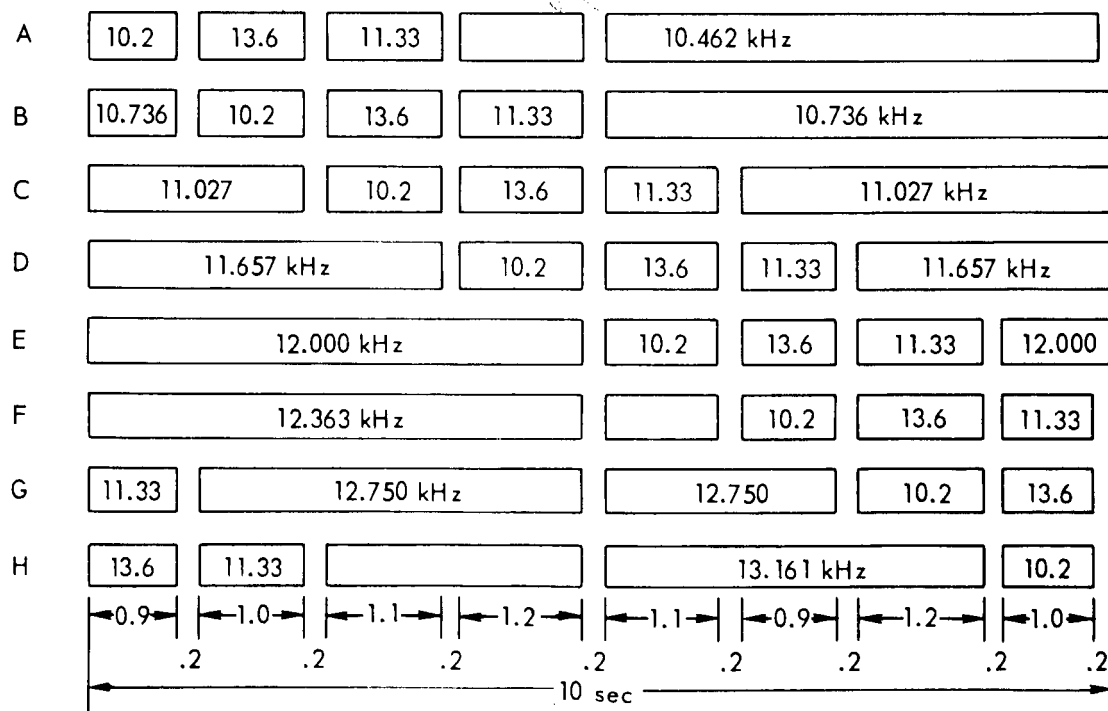 A 10.2 13.6 11.33 10.462 kHz
B 10.736 10.2 13.6 11.33 10.736 kHz
C 11.027 10.2 13.6 11.33 11.027 kHz
D 11.657 kHz 10.2 13.6 11.33 11.657 kHz
E 12.000 kHz 10.2 13.6 11.33 12.000
F 12.363 kHz 10.2 13.6 11.33
G 11.33 12.750 kHz 12.750 10.2 13.6
H 13.6 11.33 13.161 kHz 10.2
0.9 1.0 1.1 1.2 1.1 0.9 1.2 1.0
.2 .2 .2 .2 .2 .2 .2 .2
10 sec